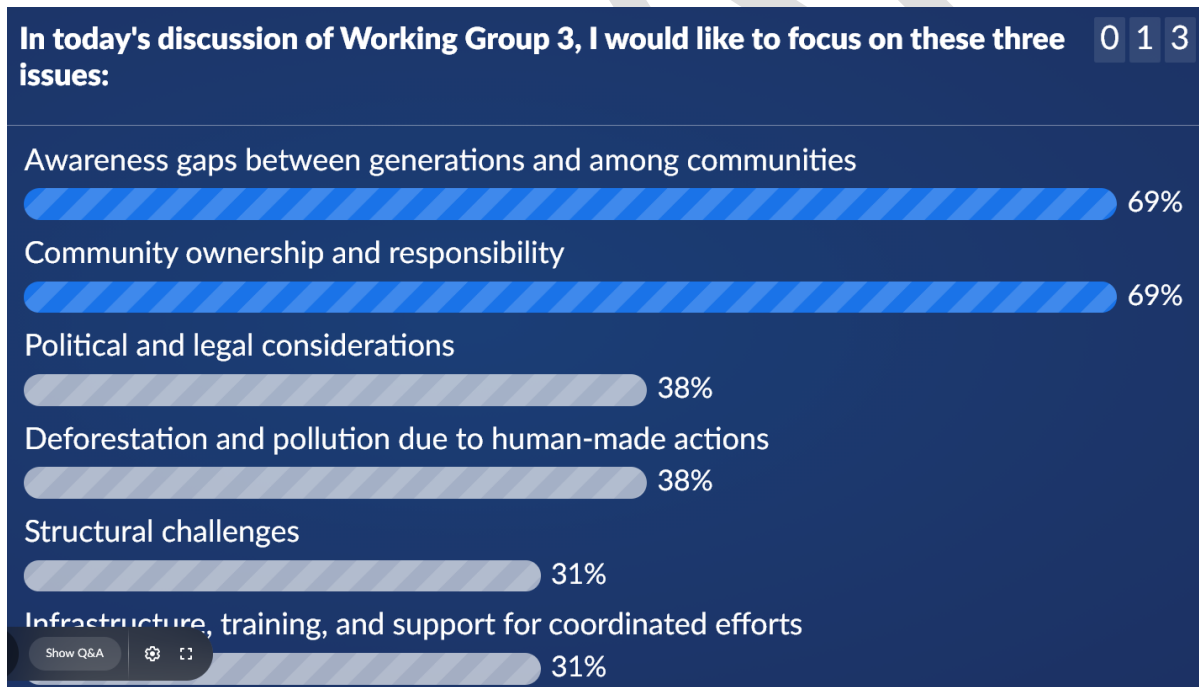 In today's discussion of Working Group 3, I would like to focus on these three
issues:
0 1 3
Awareness gaps between generations and among communities
69%
Community ownership and responsibility
69%
Political and legal considerations
38%
Deforestation and pollution due to human-made actions
38%
Structural challenges
31%
Infrastructure, training, and support for coordinated efforts
31%
Show Q&A